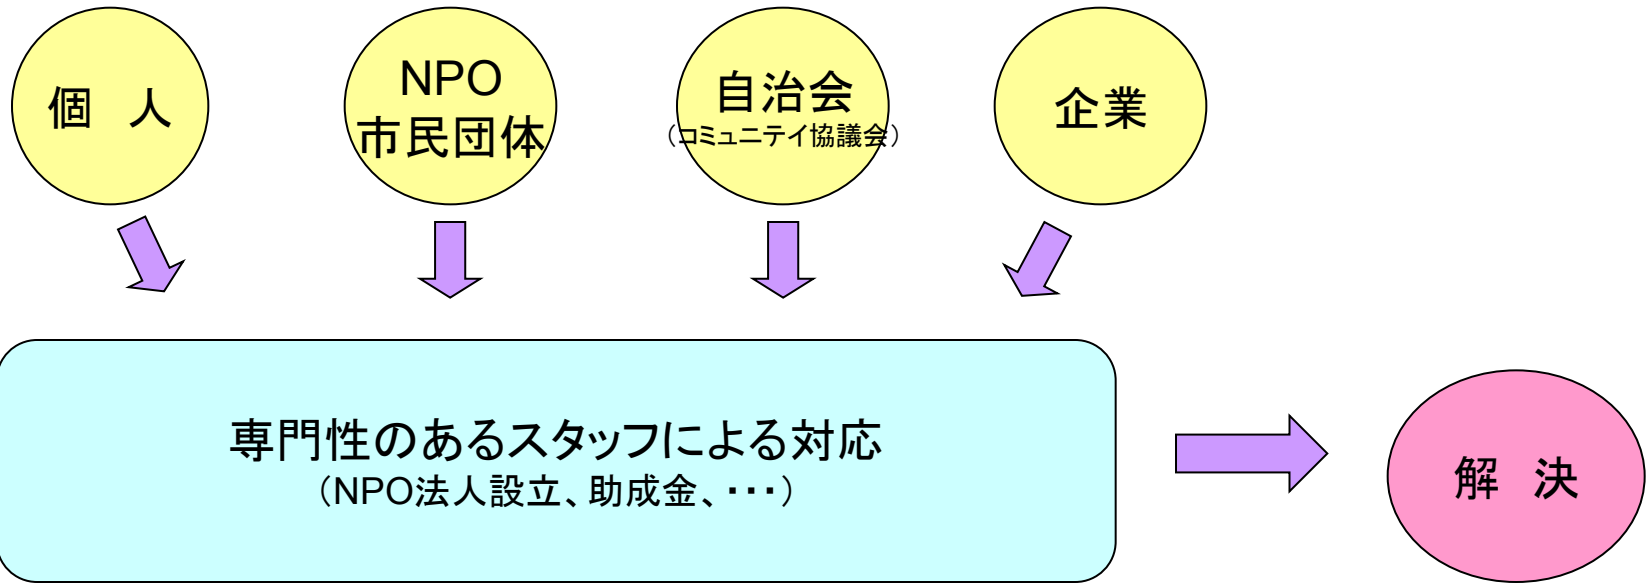 個　人
NPO
市民団体
自治会
（コミュニテイ協議会）
企業
専門性のあるスタッフによる対応
（NPO法人設立、助成金、・・・）
解　決